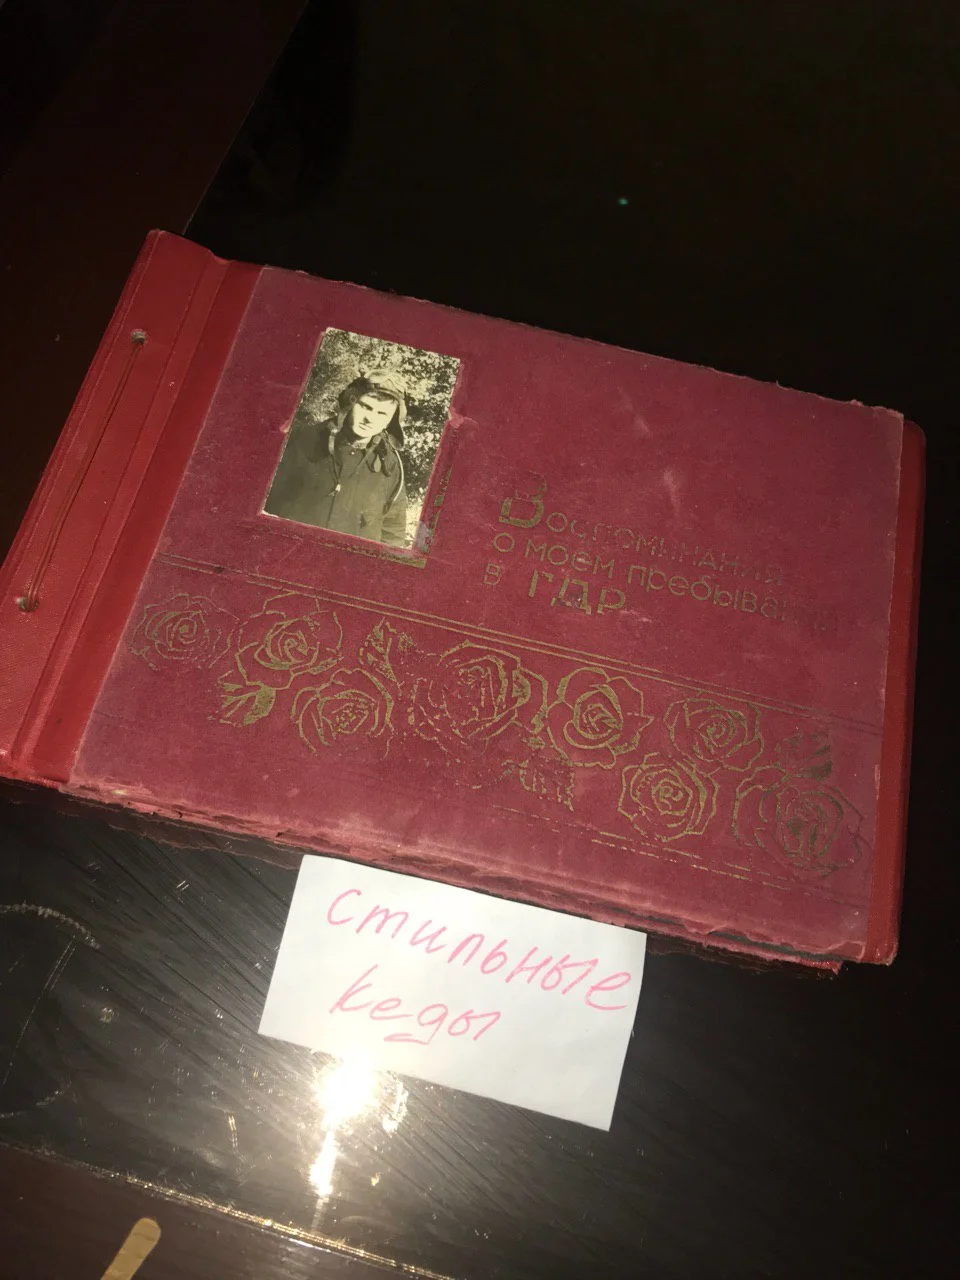 Воспоминания
о моем пребывании
в ГДР
стильные
кеды